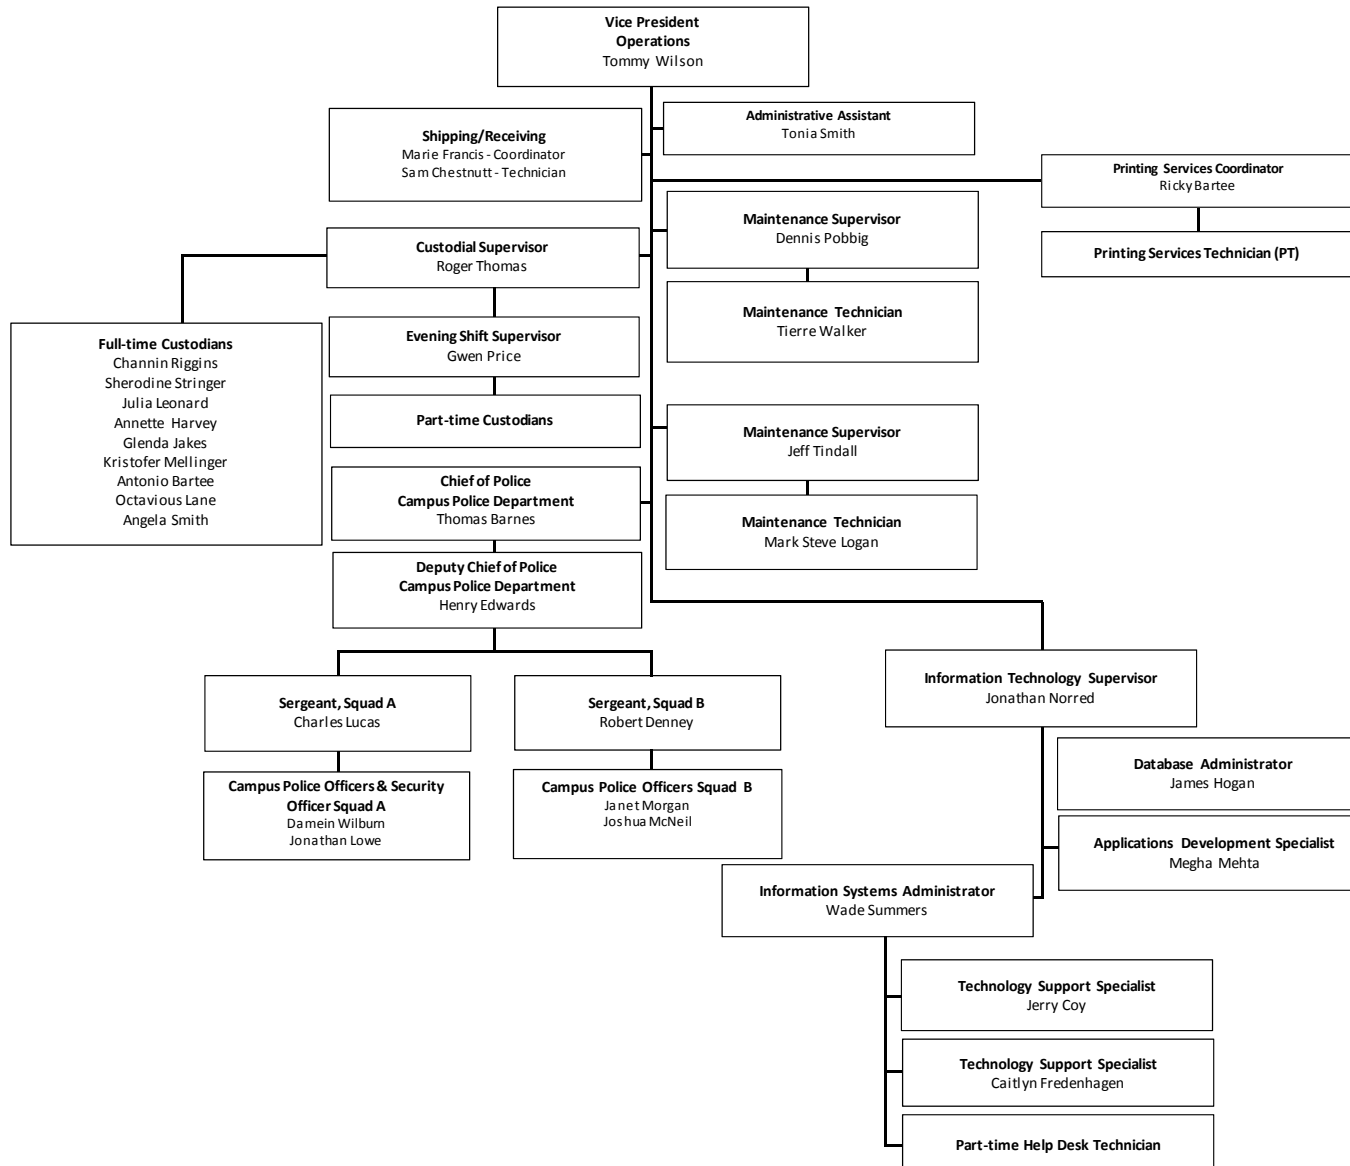 Vice President
Operations
Tommy Wilson
Administrative Assistant
Tonia Smith
Shipping/Receiving
Marie Francis - Coordinator
Sam Chestnutt - Technician
Printing Services Coordinator
Ricky Bartee
Printing Services Technician (PT)
Maintenance Supervisor
Dennis Pobbig
Maintenance Technician
Tierre Walker
Custodial Supervisor
Roger Thomas
Full-time Custodians
Channin Riggins
Sherodine Stringer
Julia Leonard
Annette Harvey
Glenda Jakes
Kristofer Mellinger
Antonio Bartee
Octavious Lane
Angela Smith
Evening Shift Supervisor
Gwen Price
Part-time Custodians
Maintenance Supervisor
Jeff Tindall
Maintenance Technician
Mark Steve Logan
Chief of Police
Campus Police Department
Thomas Barnes
Deputy Chief of Police
Campus Police Department
Henry Edwards
Sergeant, Squad A
Charles Lucas
Sergeant, Squad B
Robert Denney
Campus Police Officers & Security
Officer Squad A
Damein Wilburn
Jonathan Lowe
Campus Police Officers Squad B
Janet Morgan
Joshua McNeil
Information Technology Supervisor
Jonathan Norred
Database Administrator
James Hogan
Applications Development Specialist
Megha Mehta
Information Systems Administrator
Wade Summers
Technology Support Specialist
Jerry Coy
Technology Support Specialist
Caitlyn Fredenhagen
Part-time Help Desk Technician